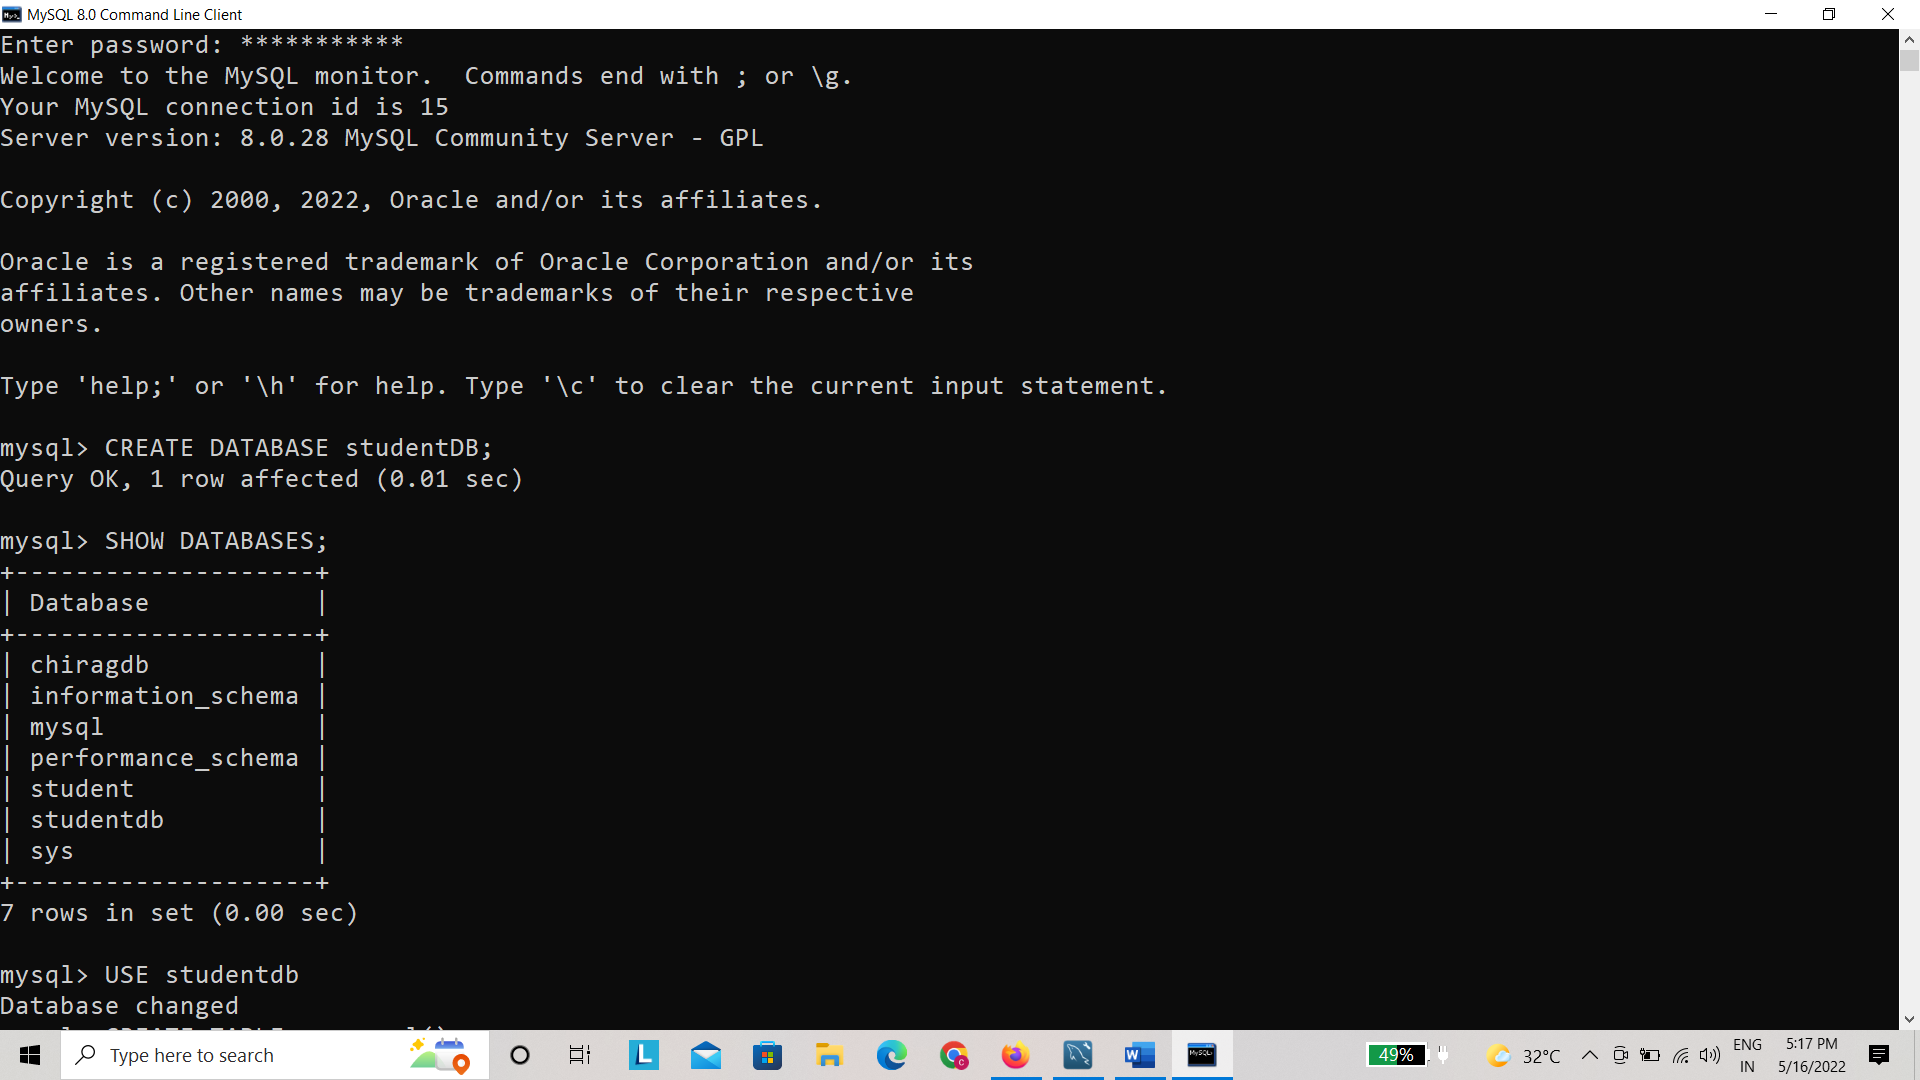 MySQL 8.0 Command Line Client
Enter password: ***********
Welcome to the MySQL monitor.  Commands end with ; or \g.
Your MySQL connection id is 15
Server version: 8.0.28 MySQL Community Server - GPL
Copyright (c) 2000, 2022, Oracle and/or its affiliates.
Oracle is a registered trademark of Oracle Corporation and/or its
affiliates. Other names may be trademarks of their respective
owners.
Type 'help;' or '\h' for help. Type '\c' to clear the current input statement.
mysql> CREATE DATABASE studentDB;
Query OK, 1 row affected (0.01 sec)
mysql> SHOW DATABASES;
+--------------------+
| Database           |
+--------------------+
| chiragdb           |
| information_schema |
| mysql              |
| performance_schema |
| student            |
| studentdb          |
| sys                |
+--------------------+
7 rows in set (0.00 sec)
mysql> USE studentdb
Database changed
CREATE TABLE
Type here to search
L
C
W
MySQL
49%
32°C
ENG
IN
5:17 PM
5/16/2022